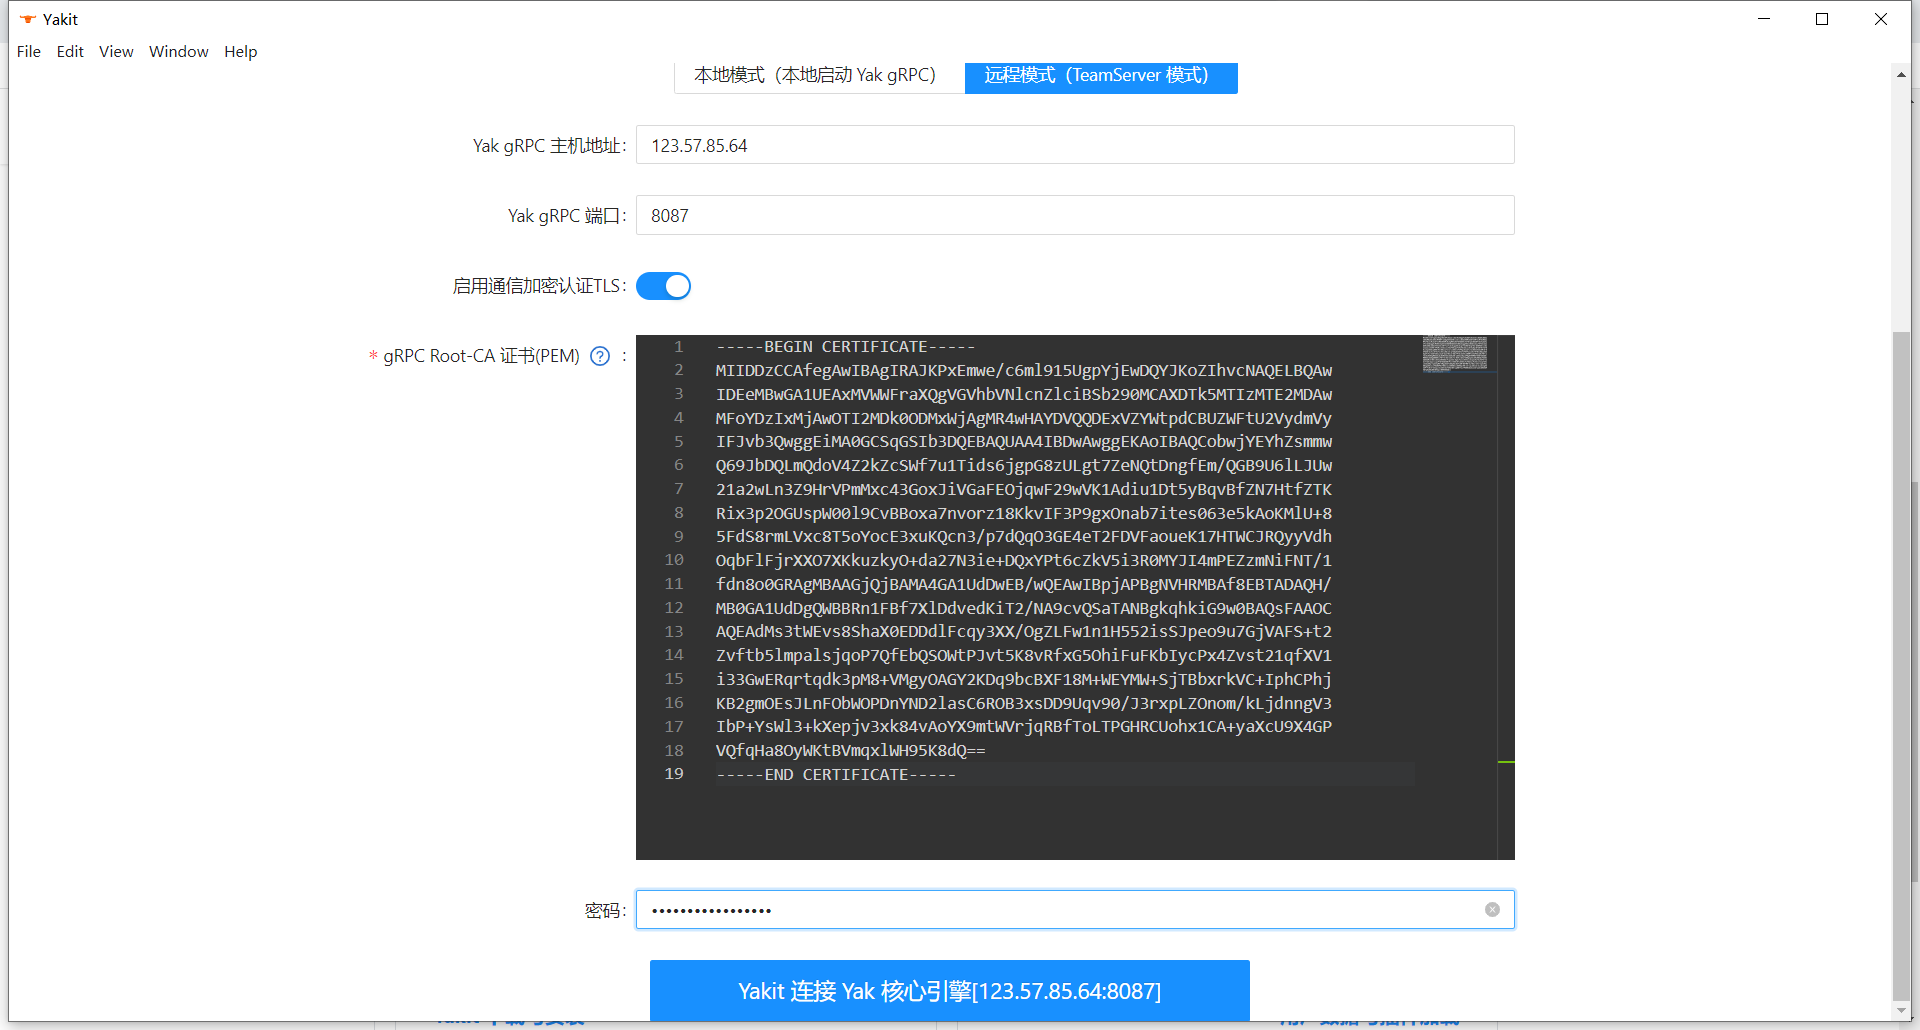 Yakit
File Edit View Window Help
本地模式（本地启动 Yak gRPC） 远程模式（TeamServer 模式）
Yak gRPC 主机地址: 123.57.85.64
Yak gRPC 端口: 8087
启用通信加密认证TLS:
* gRPC Root-CA 证书(PEM) ? :
1 -----BEGIN CERTIFICATE-----
2 MIIDDzCCAfegAwIBAgIRAJKPxEmwe/c6ml915UgpYjEwDQYJKoZIhvcNAQELBQAw
3 IDEeMBwGA1UEAxMVWWFraXQgVGVhbVNlcnZlciBSb290MCAXDTk5MTIzMTE2MDAw
4 MFoYDzIxMjAwOTI2MDk0ODMxWjAgMR4wHAYDVQQDExVZYWtpdCBUZWFtU2VydmVy
5 IFJvb3QwggEiMA0GCSqGSIb3DQEBAQUAA4IBDwAwggEKAoIBAQCobwjYEYhZsmmw
6 Q69JbDQLmQdoV4Z2kZcSWf7u1Tids6jgpG8zULgt7ZeNQtDngfEm/QGB9U6lLJUw
7 21a2wLn3Z9HrVPmMxc43GoxJiVGaFEOjqwF29wVK1Adiu1Dt5yBqvBfZN7HtfZTK
8 Rix3p2OGUspW00l9CvBBoxa7nvorz18KkvIF3P9gxOnab7ites063e5kAoKMlU+8
9 5FdS8rmLVxc8T5oYocE3xuKQcn3/p7dQqO3GE4eT2FDVFaoueK17HTWCJRQyyVdh
10 OqbFlFjrXXO7XKkuzkyO+da27N3ie+DQxYPt6cZkV5i3R0MYJI4mPEZzmNiFNT/1
11 fdn8o0GRAgMBAAGjQjBAMA4GA1UdDwEB/wQEAwIBpjAPBgNVHRMBAf8EBTADAQH/
12 MB0GA1UdDgQWBBRn1FBf7XlDdvedKiT2/NA9cvQSaTANBgkqhkiG9w0BAQsFAAOC
13 AQEAdMs3tWEvs8ShaX0EDDdlFcqy3XX/OgZLFw1n1H552isSJpeo9u7GjVAFS+t2
14 Zvftb5lmpalsjqoP7QfEbQSOWtPJvt5K8vRfxG5OhiFuFKbIycPx4Zvst21qfXV1
15 i33GwERqrtqdk3pM8+VMgyOAGY2KDq9bcBXF18M+WEYMW+SjTBbxrkVC+IphCPhj
16 KB2gmOEsJLnFObWOPDnYND2lasC6ROB3xsDD9Uqv90/J3rxpLZOnom/kLjdnngV3
17 IbP+YsWl3+kXepjv3xk84vAoYX9mtWVrjqRBfToLTPGHRCUohx1CA+yaXcU9X4GP
18 VQfqHa8OyWKtBVmqxlWH95K8dQ==
19 -----END CERTIFICATE-----
密码: •••••••••••••••••
Yakit 连接 Yak 核心引擎[123.57.85.64:8087]